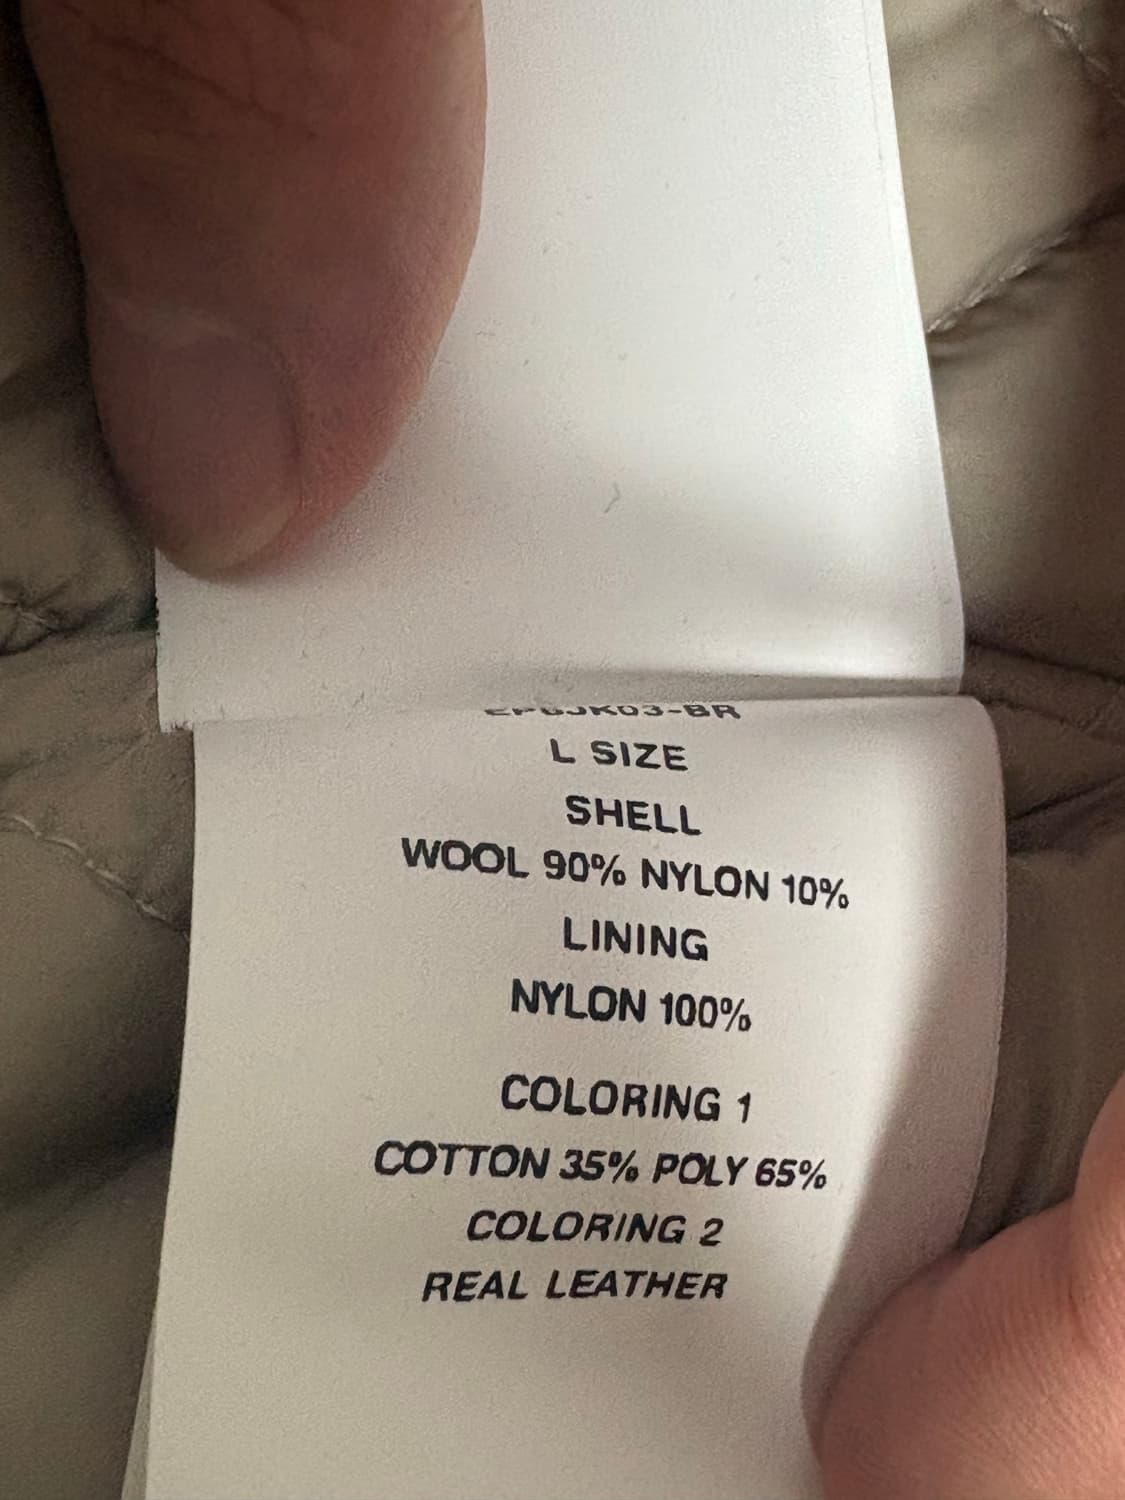 L SIZE
SHELL
WOOL 90% NYLON 10%
LINING
NYLON 100%
COLORING 1
COTTON 35% POLY 65%
COLORING 2
REAL LEATHER